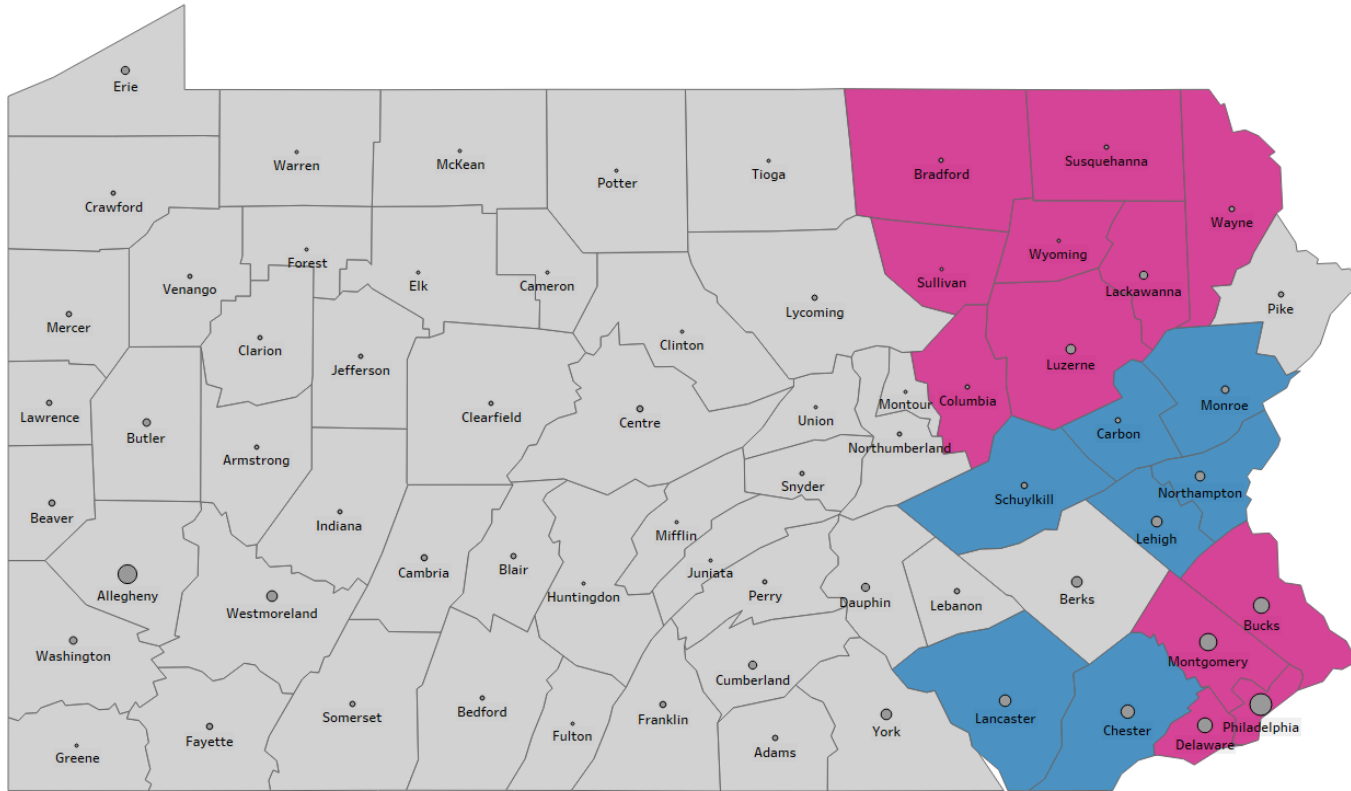 Erie
Warren
McKean
Potter
Tioga
Bradford
Susquehanna
Crawford
Wayne
Forest
Wyoming
Venango
Elk
Cameron
Sullivan
Lackawanna
Pike
Mercer
Lycoming
Clarion
Clinton
Jefferson
Luzerne
Lawrence
Butler
Clearfield
Centre
Union
Montour
Columbia
Monroe
Carbon
Armstrong
Northumberland
Snyder
Northampton
Schuylkill
Beaver
Indiana
Mifflin
Lehigh
Allegheny
Cambria
Blair
Juniata
Westmoreland
Huntingdon
Perry
Dauphin
Lebanon
Berks
Bucks
Washington
Montgomery
Cumberland
Somerset
Bedford
Franklin
Lancaster
Chester
Philadelphia
Greene
Fayette
Fulton
Adams
York
Delaware